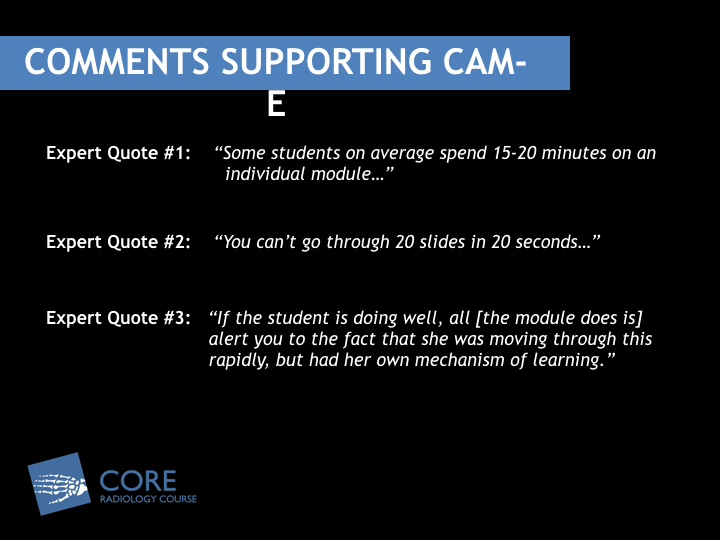 COMMENTS SUPPORTING CAM-
E
Expert Quote #1: “Some students on average spend 15-20 minutes on an
individual module…”
Expert Quote #2: “You can’t go through 20 slides in 20 seconds…”
Expert Quote #3: “If the student is doing well, all [the module does is]
alert you to the fact that she was moving through this
rapidly, but had her own mechanism of learning.”
CORE
RADIOLOGY COURSE